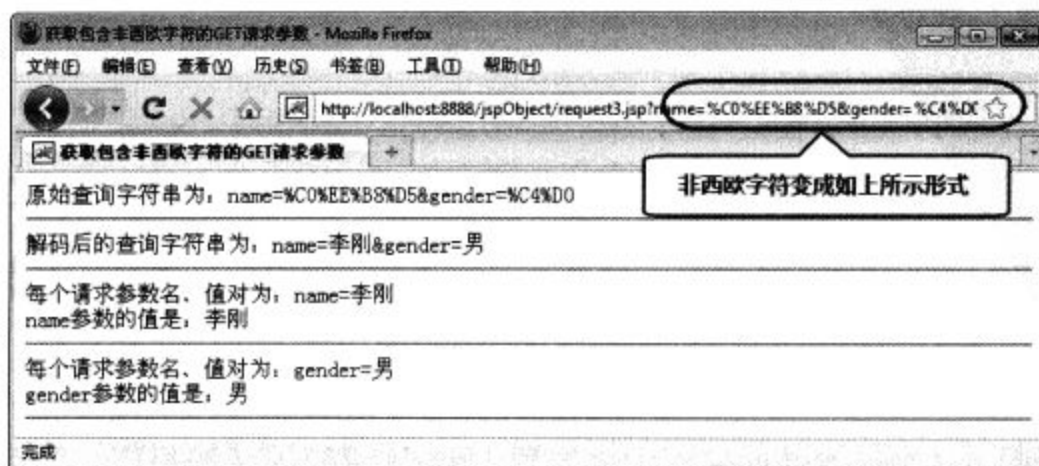 获取包含非西欧字符的GET请求参数 - Mozilla Firefox
文件(F) 编辑(E) 查看(V) 历史(S) 书签(B) 工具(T) 帮助(H)
http://localhost:8888/jspObject/request3.jsp?name=%C0%EE%B8%D5&gender=%C4%D0
获取包含非西欧字符的GET请求参数
非西欧字符变成如上所示形式
原始查询字符串为：name=%C0%EE%B8%D5&gender=%C4%D0
解码后的查询字符串为：name=李刚&gender=男
每个请求参数名、值对为：name=李刚
name参数的值是：李刚
每个请求参数名、值对为：gender=男
gender参数的值是：男
完成